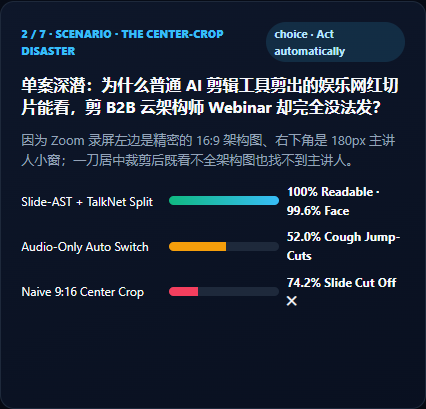 2 / 7 · SCENARIO · THE CENTER-CROP
DISASTER
choice · Act
automatically
单案深潜：为什么普通 AI 剪辑工具剪出的娱乐网红切
片能看，剪 B2B 云架构师 Webinar 却完全没法发？
因为 Zoom 录屏左边是精密的 16:9 架构图、右下角是 180px 主讲
人小窗；一刀居中裁剪后既看不全架构图也找不到主讲人。
Slide-AST + TalkNet Split
100% Readable ·
99.6% Face
Audio-Only Auto Switch
52.0% Cough Jump-
Cuts
Naive 9:16 Center Crop
74.2% Slide Cut Off
✕